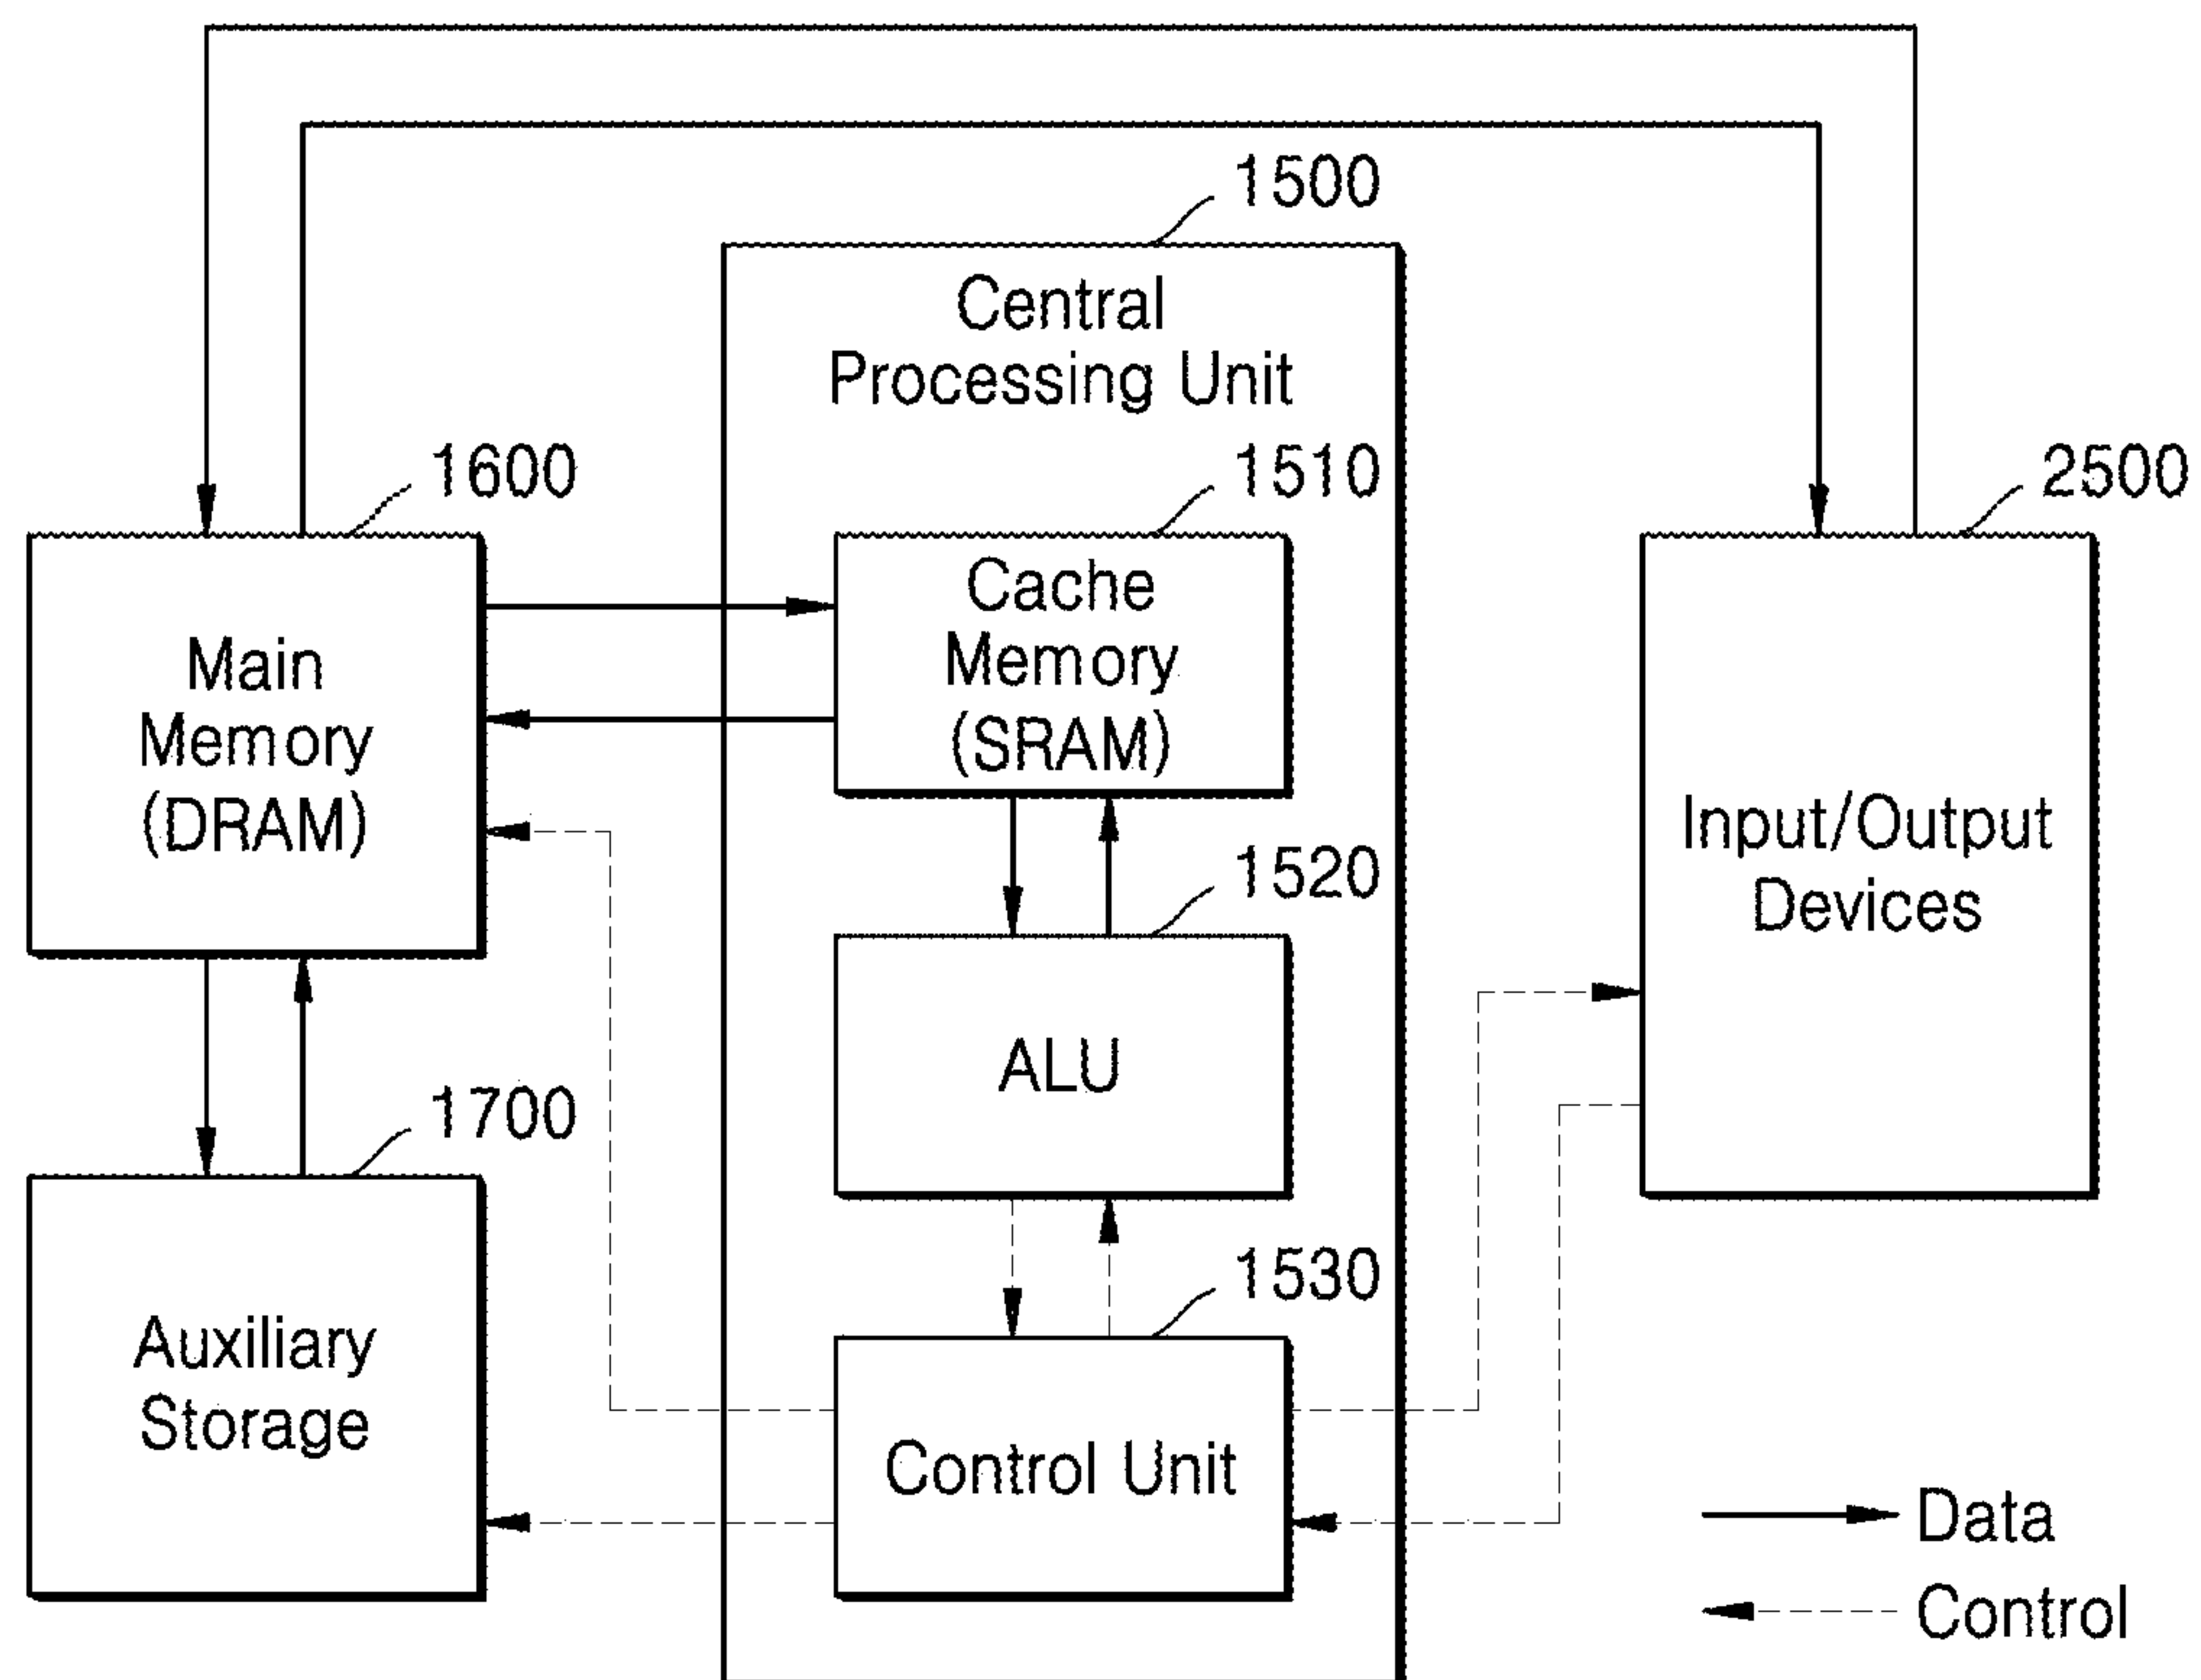 1500
Central
Processing Unit
1600
1510
2500
Main
Memory
(DRAM)
Cache
Memory
(SRAM)
Input/Output
Devices
1520
ALU
1700
Auxiliary
Storage
1530
Control Unit
Data
Control